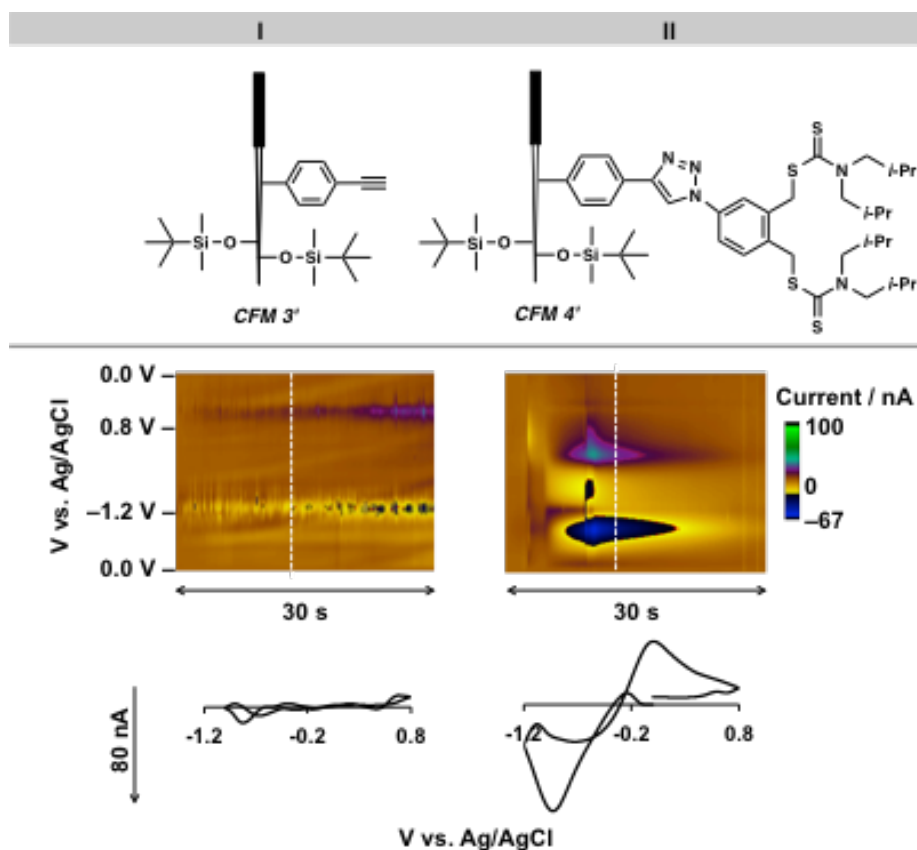 I II
Si O O Si
CFM 3'
Si O O Si
N N N
S S N i-Pr i-Pr
S N i-Pr i-Pr S
CFM 4'
V vs. Ag/AgCl
0.0 V
0.8 V
–1.2 V
0.0 V
30 s
30 s
Current / nA
100
0
–67
80 nA
-1.2 -0.2 0.8
-1.2 -0.2 0.8
V vs. Ag/AgCl